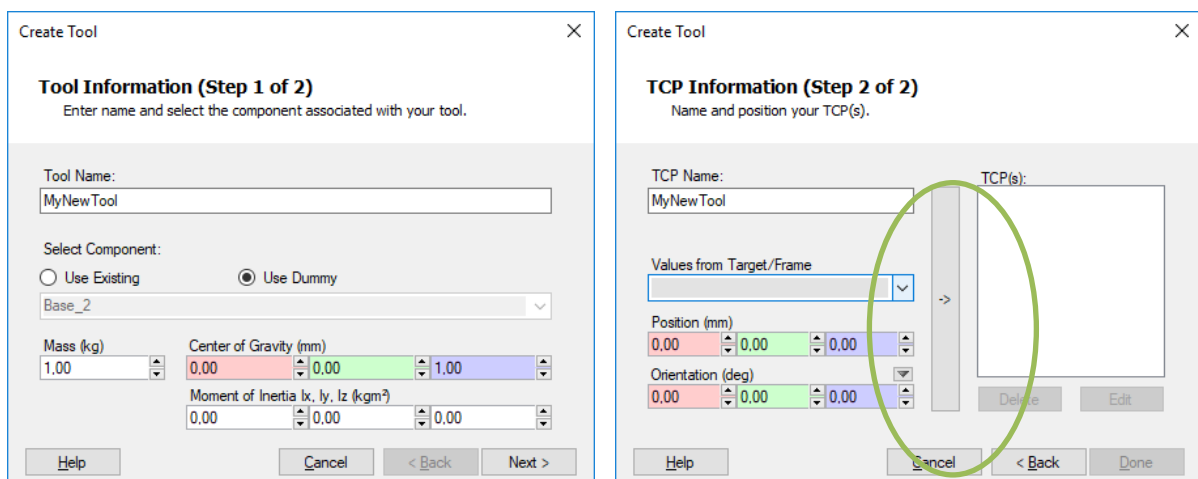 Create Tool
Tool Information (Step 1 of 2)
Enter name and select the component associated with your tool.
Tool Name:
MyNewTool
Select Component:
Use Existing Use Dummy
Base_2
Mass (kg) Center of Gravity (mm)
1,00 0,00 0,00 1,00
Moment of Inertia Ix, Iy, Iz (kgm²)
0,00 0,00 0,00
Help Cancel < Back Next >
Create Tool
TCP Information (Step 2 of 2)
Name and position your TCP(s).
TCP Name: TCP(s):
MyNewTool
Values from Target/Frame
->
Position (mm)
0,00 0,00 0,00
Orientation (deg)
0,00 0,00 0,00
Delete Edit
Help Cancel < Back Done